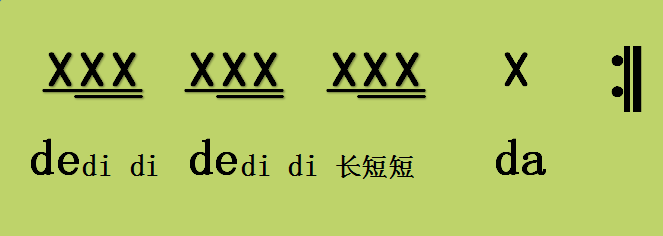 XXX XXX XXX X
dedi di dedi di 长短短 da